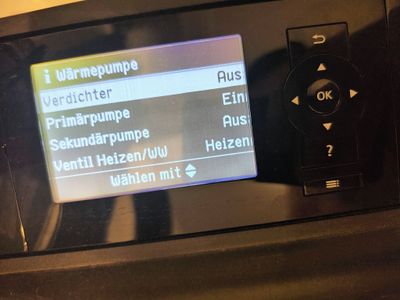 i Wärmepumpe
Verdichter Aus
Primärpumpe Ein
Sekundärpumpe Aus
Ventil Heizen/WW Heizen
Wählen mit
OK
?